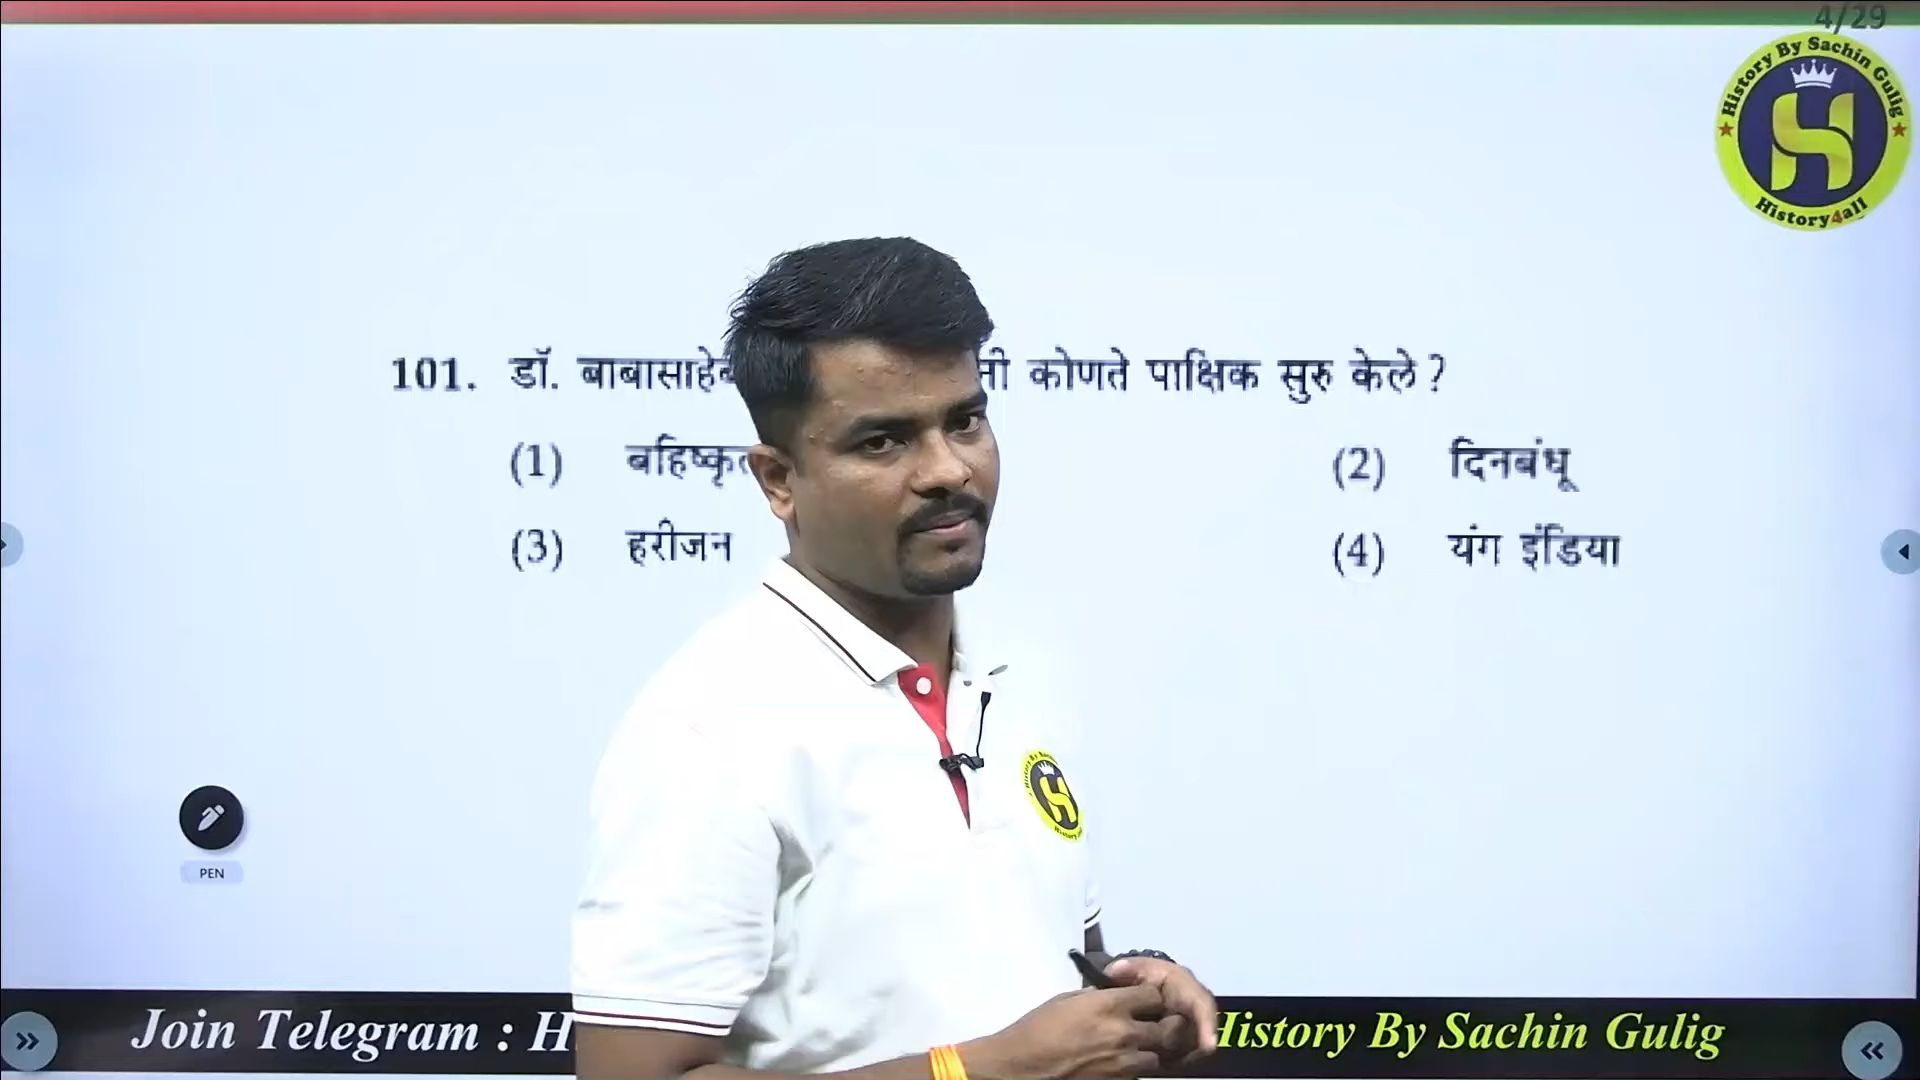 4/29
History By Sachin Gulig
History4all
101. डॉ. बाबासाहेब नी कोणते पाक्षिक सुरु केले ?
(1) बहिष्कृत (2) दिनबंधू
(3) हरीजन (4) यंग इंडिया
PEN
Join Telegram : H History By Sachin Gulig